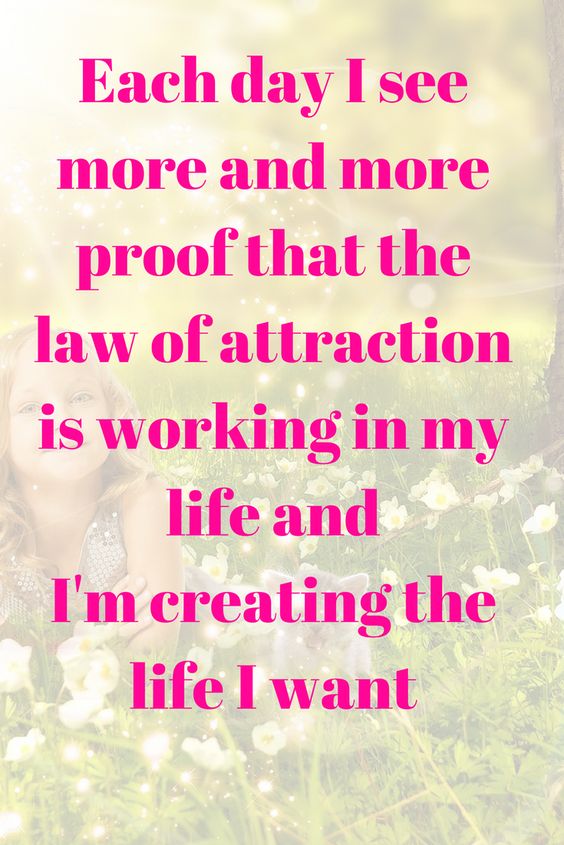 Each day I see
more and more
proof that the
law of attraction
is working in my
life and
I'm creating the
life I want